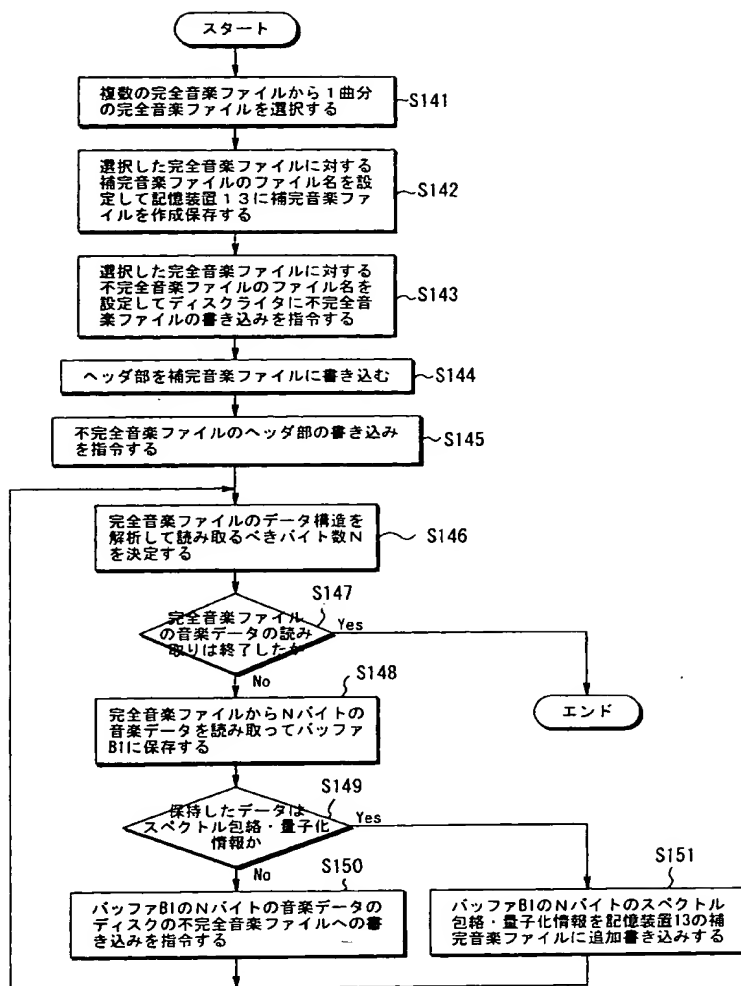 スタート
複数の完全音楽ファイルから1曲分
の完全音楽ファイルを選択する
S141
選択した完全音楽ファイルに対する
補完音楽ファイルのファイル名を設
定して記憶装置13に補完音楽ファ
イルを作成保存する
S142
選択した完全音楽ファイルに対する
不完全音楽ファイルのファイル名を
設定してディスクライタに不完全音
楽ファイルの書き込みを指令する
S143
ヘッダ部を補完音楽ファイルに書き込む
S144
不完全音楽ファイルのヘッダ部の書き込み
を指令する
S145
完全音楽ファイルのデータ構造を
解析して読み取るべきバイト数N
を決定する
S146
S147
完全音楽ファイル
の音楽データの読み
取りは終了したか
Yes
No
エンド
S148
完全音楽ファイルからNバイトの
音楽データを読み取ってバッファ
B1に保存する
S149
保持したデータは
スペクトル包絡・量子化
情報か
Yes
No
S150
バッファB1のNバイトの音楽データの
ディスクの不完全音楽ファイルへの書
き込みを指令する
S151
バッファB1のNバイトのスペクトル
包絡・量子化情報を記憶装置13の補
完音楽ファイルに追加書き込みする